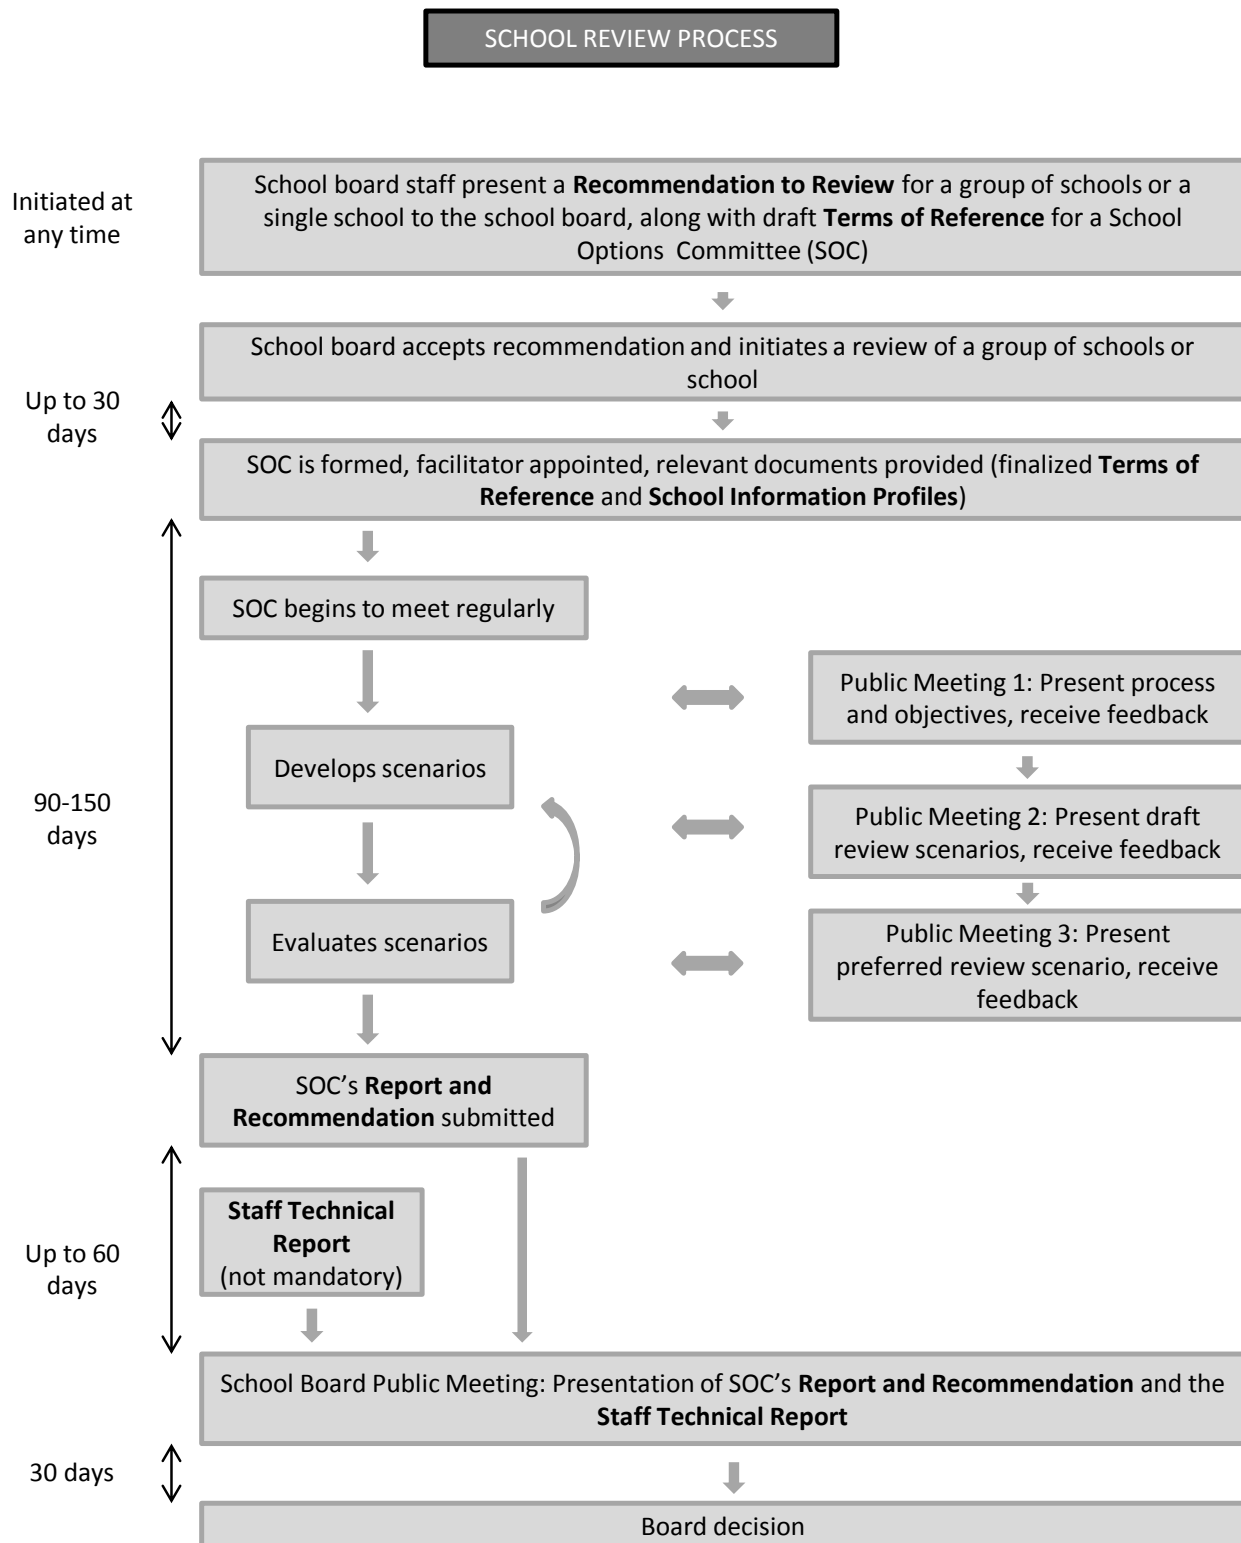 SCHOOL REVIEW PROCESS
Initiated at
any time
School board staff present a Recommendation to Review for a group of schools or a
single school to the school board, along with draft Terms of Reference for a School
Options Committee (SOC)
School board accepts recommendation and initiates a review of a group of schools or
school
Up to 30
days
SOC is formed, facilitator appointed, relevant documents provided (finalized Terms of
Reference and School Information Profiles)
90-150
days
SOC begins to meet regularly
Develops scenarios
Evaluates scenarios
Public Meeting 1: Present process
and objectives, receive feedback
Public Meeting 2: Present draft
review scenarios, receive feedback
Public Meeting 3: Present
preferred review scenario, receive
feedback
SOC's Report and
Recommendation submitted
Up to 60
days
Staff Technical
Report
(not mandatory)
School Board Public Meeting: Presentation of SOC's Report and Recommendation and the
Staff Technical Report
30 days
Board decision